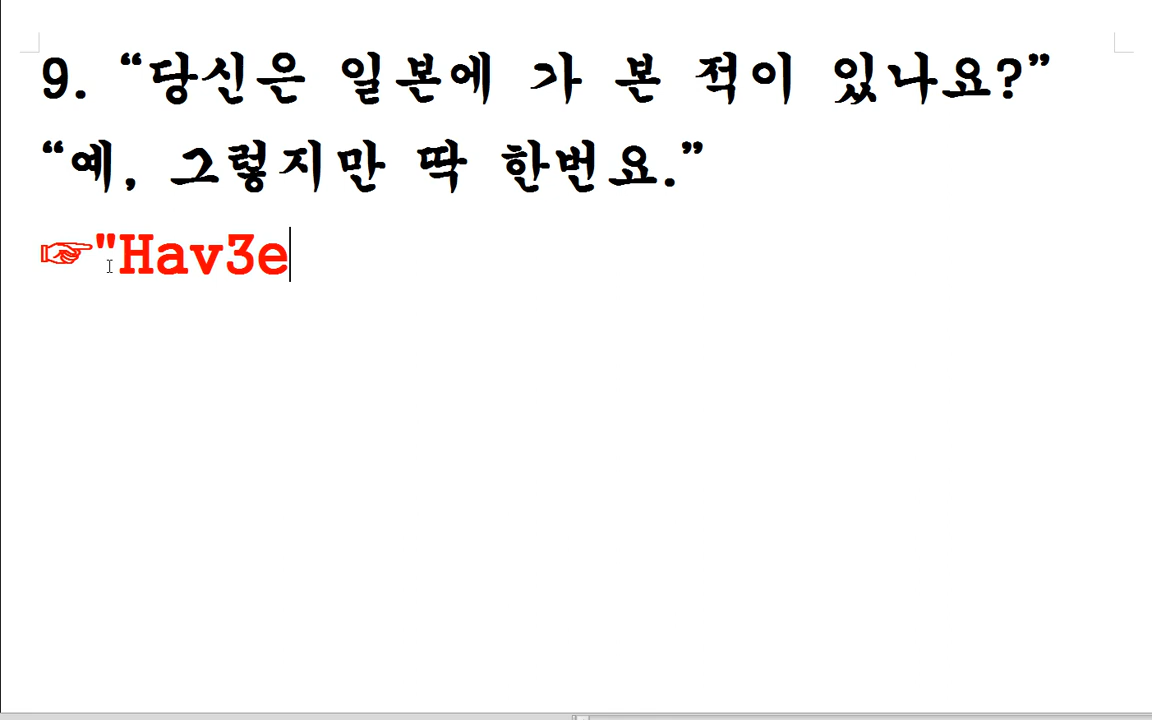 9. “당신은 일본에 가 본 적이 있나요?”
“예, 그렇지만 딱 한번요.”
☞"Hav3e